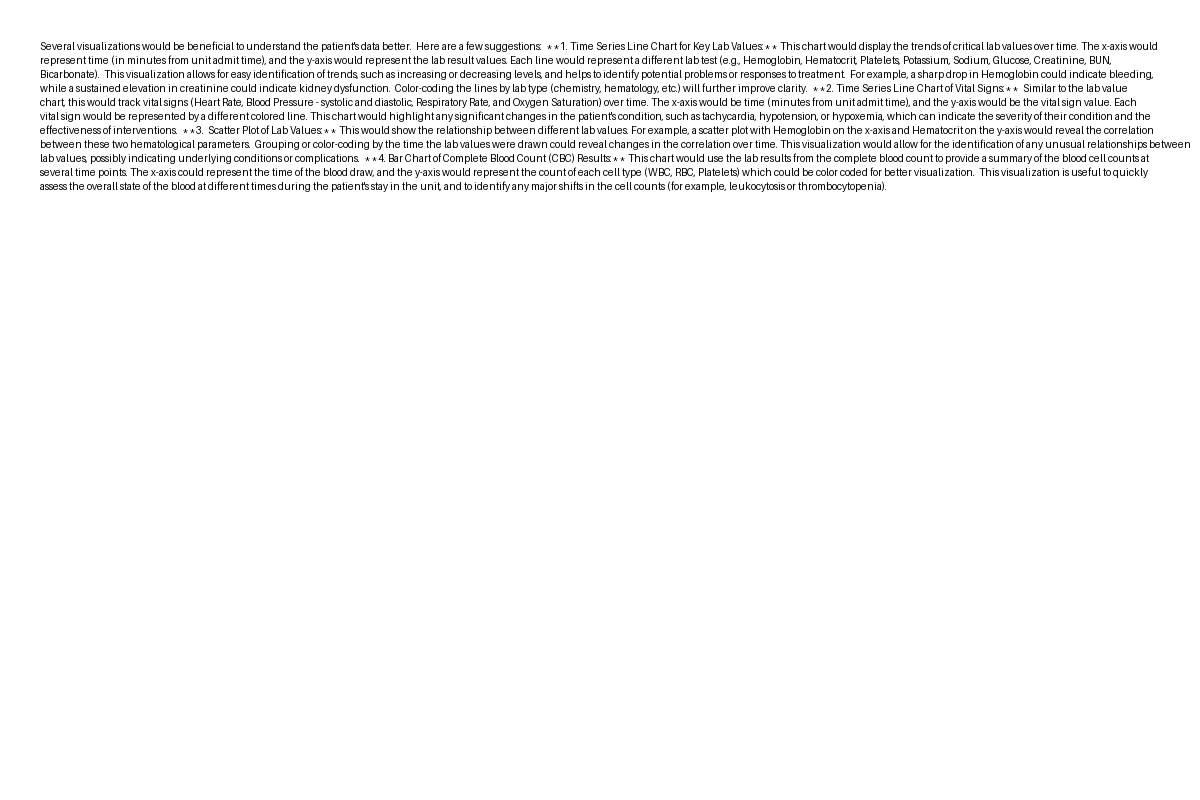 Several visualizations would be beneficial to understand the patient's data better.  Here are a few suggestions:  **1. Time Series Line Chart for Key Lab Values:** This chart would display the trends of critical lab values over time. The x-axis would
represent time (in minutes from unit admit time), and the y-axis would represent the lab result values. Each line would represent a different lab test (e.g., Hemoglobin, Hematocrit, Platelets, Potassium, Sodium, Glucose, Creatinine, BUN,
Bicarbonate).  This visualization allows for easy identification of trends, such as increasing or decreasing levels, and helps to identify potential problems or responses to treatment.  For example, a sharp drop in Hemoglobin could indicate bleeding,
while a sustained elevation in creatinine could indicate kidney dysfunction.  Color-coding the lines by lab type (chemistry, hematology, etc.) will further improve clarity.  **2. Time Series Line Chart of Vital Signs:**  Similar to the lab value
chart, this would track vital signs (Heart Rate, Blood Pressure - systolic and diastolic, Respiratory Rate, and Oxygen Saturation) over time. The x-axis would be time (minutes from unit admit time), and the y-axis would be the vital sign value. Each
vital sign would be represented by a different colored line. This chart would highlight any significant changes in the patient's condition, such as tachycardia, hypotension, or hypoxemia, which can indicate the severity of their condition and the
effectiveness of interventions.  **3.  Scatter Plot of Lab Values:** This would show the relationship between different lab values. For example, a scatter plot with Hemoglobin on the x-axis and Hematocrit on the y-axis would reveal the correlation
between these two hematological parameters.  Grouping or color-coding by the time the lab values were drawn could reveal changes in the correlation over time. This visualization would allow for the identification of any unusual relationships between
lab values, possibly indicating underlying conditions or complications.  **4. Bar Chart of Complete Blood Count (CBC) Results:** This chart would use the lab results from the complete blood count to provide a summary of the blood cell counts at
several time points. The x-axis could represent the time of the blood draw, and the y-axis would represent the count of each cell type (WBC, RBC, Platelets) which could be color coded for better visualization.  This visualization is useful to quickly
assess the overall state of the blood at different times during the patient's stay in the unit, and to identify any major shifts in the cell counts (for example, leukocytosis or thrombocytopenia).